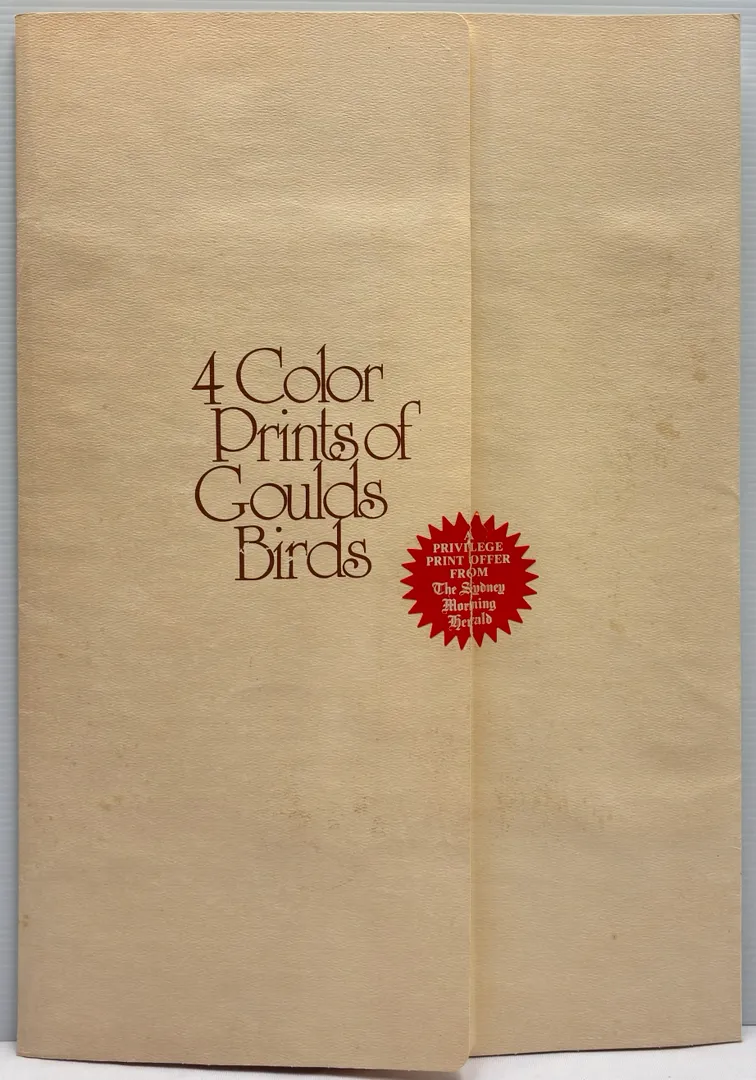 4 Color
Prints of
Goulds
Birds
A
PRIVILEGE
PRINT OFFER
FROM
The Sydney
Morning
Herald